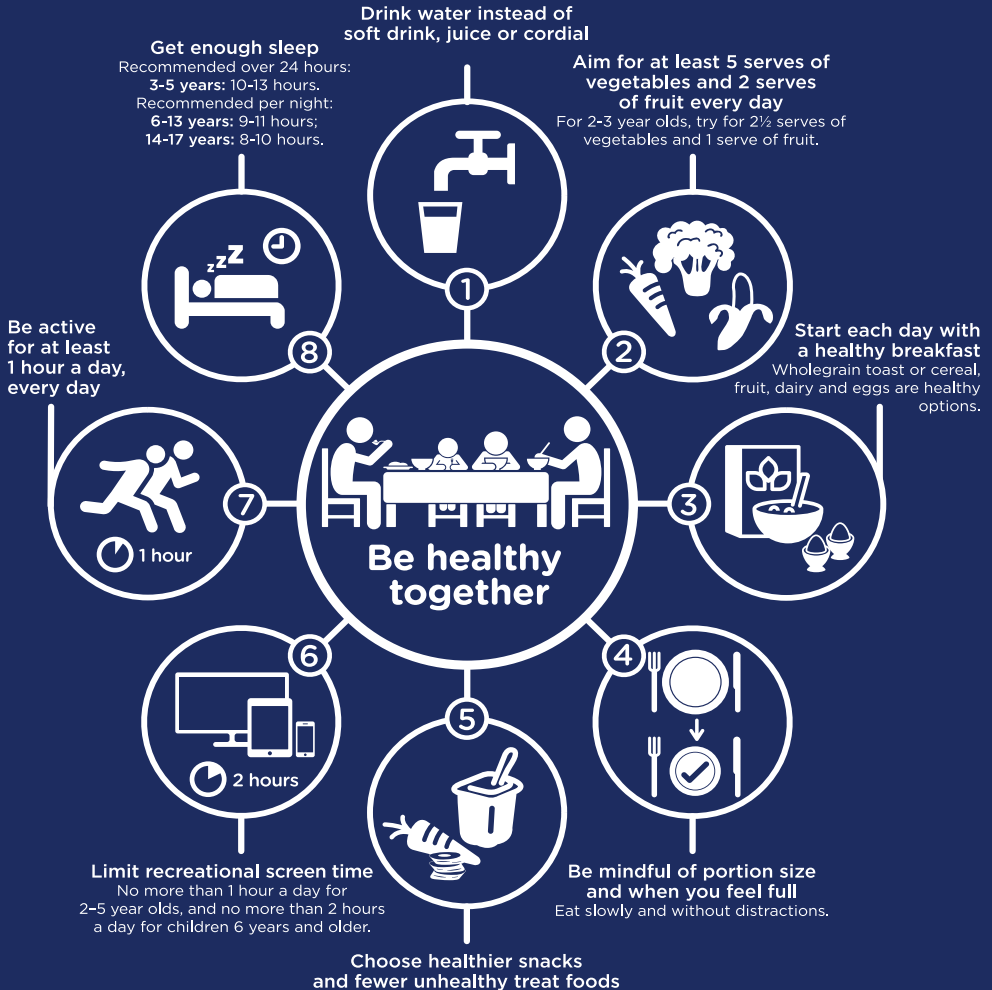 Drink water instead of
soft drink, juice or cordial
1
Aim for at least 5 serves of
vegetables and 2 serves
of fruit every day
For 2-3 year olds, try for 2½ serves of
vegetables and 1 serve of fruit.
2
Start each day with
a healthy breakfast
Wholegrain toast or cereal,
fruit, dairy and eggs are healthy
options.
3
4
Be mindful of portion size
and when you feel full
Eat slowly and without distractions.
5
Choose healthier snacks
and fewer unhealthy treat foods
6
2 hours
Limit recreational screen time
No more than 1 hour a day for
2–5 year olds, and no more than 2 hours
a day for children 6 years and older.
Be active
for at least
1 hour a day,
every day
7
1 hour
Get enough sleep
Recommended over 24 hours:
3-5 years: 10-13 hours.
Recommended per night:
6-13 years: 9-11 hours;
14-17 years: 8-10 hours.
zzZ
8
Be healthy
together